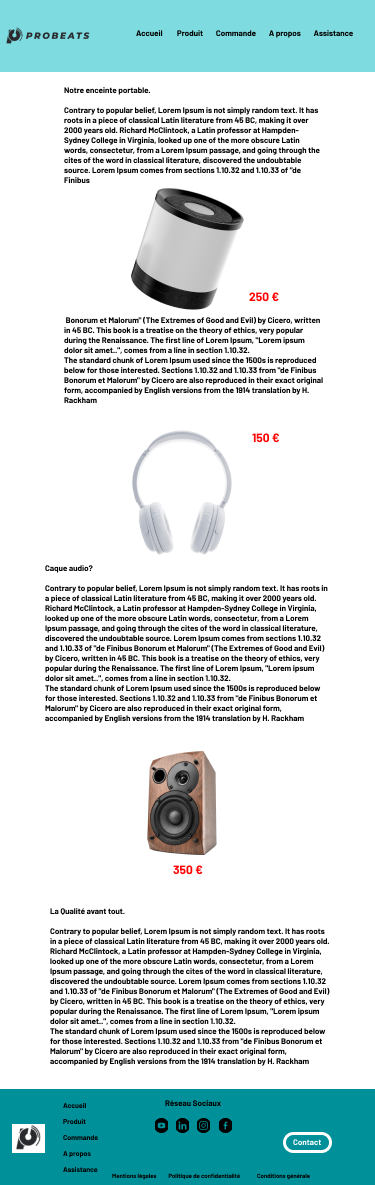 PROBEATS
Accueil Produit Commande A propos Assistance
Notre enceinte portable.
Contrary to popular belief, Lorem Ipsum is not simply random text. It has
roots in a piece of classical Latin literature from 45 BC, making it over
2000 years old. Richard McClintock, a Latin professor at Hampden-
Sydney College in Virginia, looked up one of the more obscure Latin
words, consectetur, from a Lorem Ipsum passage, and going through the
cites of the word in classical literature, discovered the undoubtable
source. Lorem Ipsum comes from sections 1.10.32 and 1.10.33 of "de
Finibus
250 €
Bonorum et Malorum" (The Extremes of Good and Evil) by Cicero, written
in 45 BC. This book is a treatise on the theory of ethics, very popular
during the Renaissance. The first line of Lorem Ipsum, "Lorem ipsum
dolor sit amet..", comes from a line in section 1.10.32.
The standard chunk of Lorem Ipsum used since the 1500s is reproduced
below for those interested. Sections 1.10.32 and 1.10.33 from "de Finibus
Bonorum et Malorum" by Cicero are also reproduced in their exact original
form, accompanied by English versions from the 1914 translation by H.
Rackham
150 €
Caque audio?
Contrary to popular belief, Lorem Ipsum is not simply random text. It has roots in
a piece of classical Latin literature from 45 BC, making it over 2000 years old.
Richard McClintock, a Latin professor at Hampden-Sydney College in Virginia,
looked up one of the more obscure Latin words, consectetur, from a Lorem
Ipsum passage, and going through the cites of the word in classical literature,
discovered the undoubtable source. Lorem Ipsum comes from sections 1.10.32
and 1.10.33 of "de Finibus Bonorum et Malorum" (The Extremes of Good and Evil)
by Cicero, written in 45 BC. This book is a treatise on the theory of ethics, very
popular during the Renaissance. The first line of Lorem Ipsum, "Lorem ipsum
dolor sit amet..", comes from a line in section 1.10.32.
The standard chunk of Lorem Ipsum used since the 1500s is reproduced below
for those interested. Sections 1.10.32 and 1.10.33 from "de Finibus Bonorum et
Malorum" by Cicero are also reproduced in their exact original form,
accompanied by English versions from the 1914 translation by H. Rackham
350 €
La Qualité avant tout.
Contrary to popular belief, Lorem Ipsum is not simply random text. It has roots
in a piece of classical Latin literature from 45 BC, making it over 2000 years old.
Richard McClintock, a Latin professor at Hampden-Sydney College in Virginia,
looked up one of the more obscure Latin words, consectetur, from a Lorem
Ipsum passage, and going through the cites of the word in classical literature,
discovered the undoubtable source. Lorem Ipsum comes from sections 1.10.32
and 1.10.33 of "de Finibus Bonorum et Malorum" (The Extremes of Good and Evil)
by Cicero, written in 45 BC. This book is a treatise on the theory of ethics, very
popular during the Renaissance. The first line of Lorem Ipsum, "Lorem ipsum
dolor sit amet..", comes from a line in section 1.10.32.
The standard chunk of Lorem Ipsum used since the 1500s is reproduced below
for those interested. Sections 1.10.32 and 1.10.33 from "de Finibus Bonorum et
Malorum" by Cicero are also reproduced in their exact original form,
accompanied by English versions from the 1914 translation by H. Rackham
Accueil
Produit
Commande
A propos
Assistance
Réseau Sociaux
Contact
Mentions légales Politique de confidentialité Conditions générale